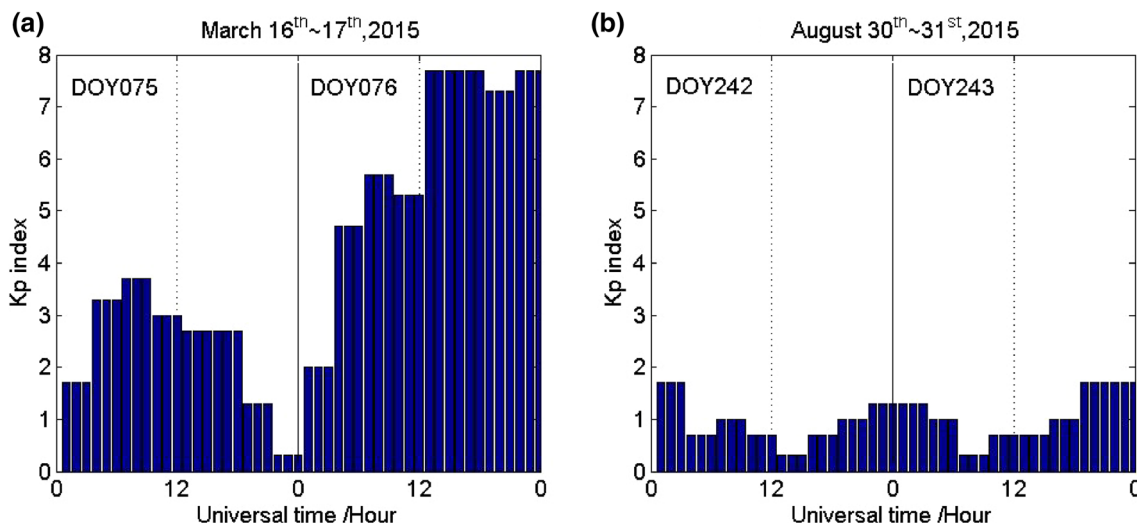 (a)
March 16th~17th,2015
DOY075
DOY076
8
7
6
5
4
3
2
1
0
Kp index
0 12 0 12 0
Universal time /Hour
(b)
August 30th~31st,2015
DOY242
DOY243
8
7
6
5
4
3
2
1
0
Kp index
0 12 0 12 0
Universal time /Hour